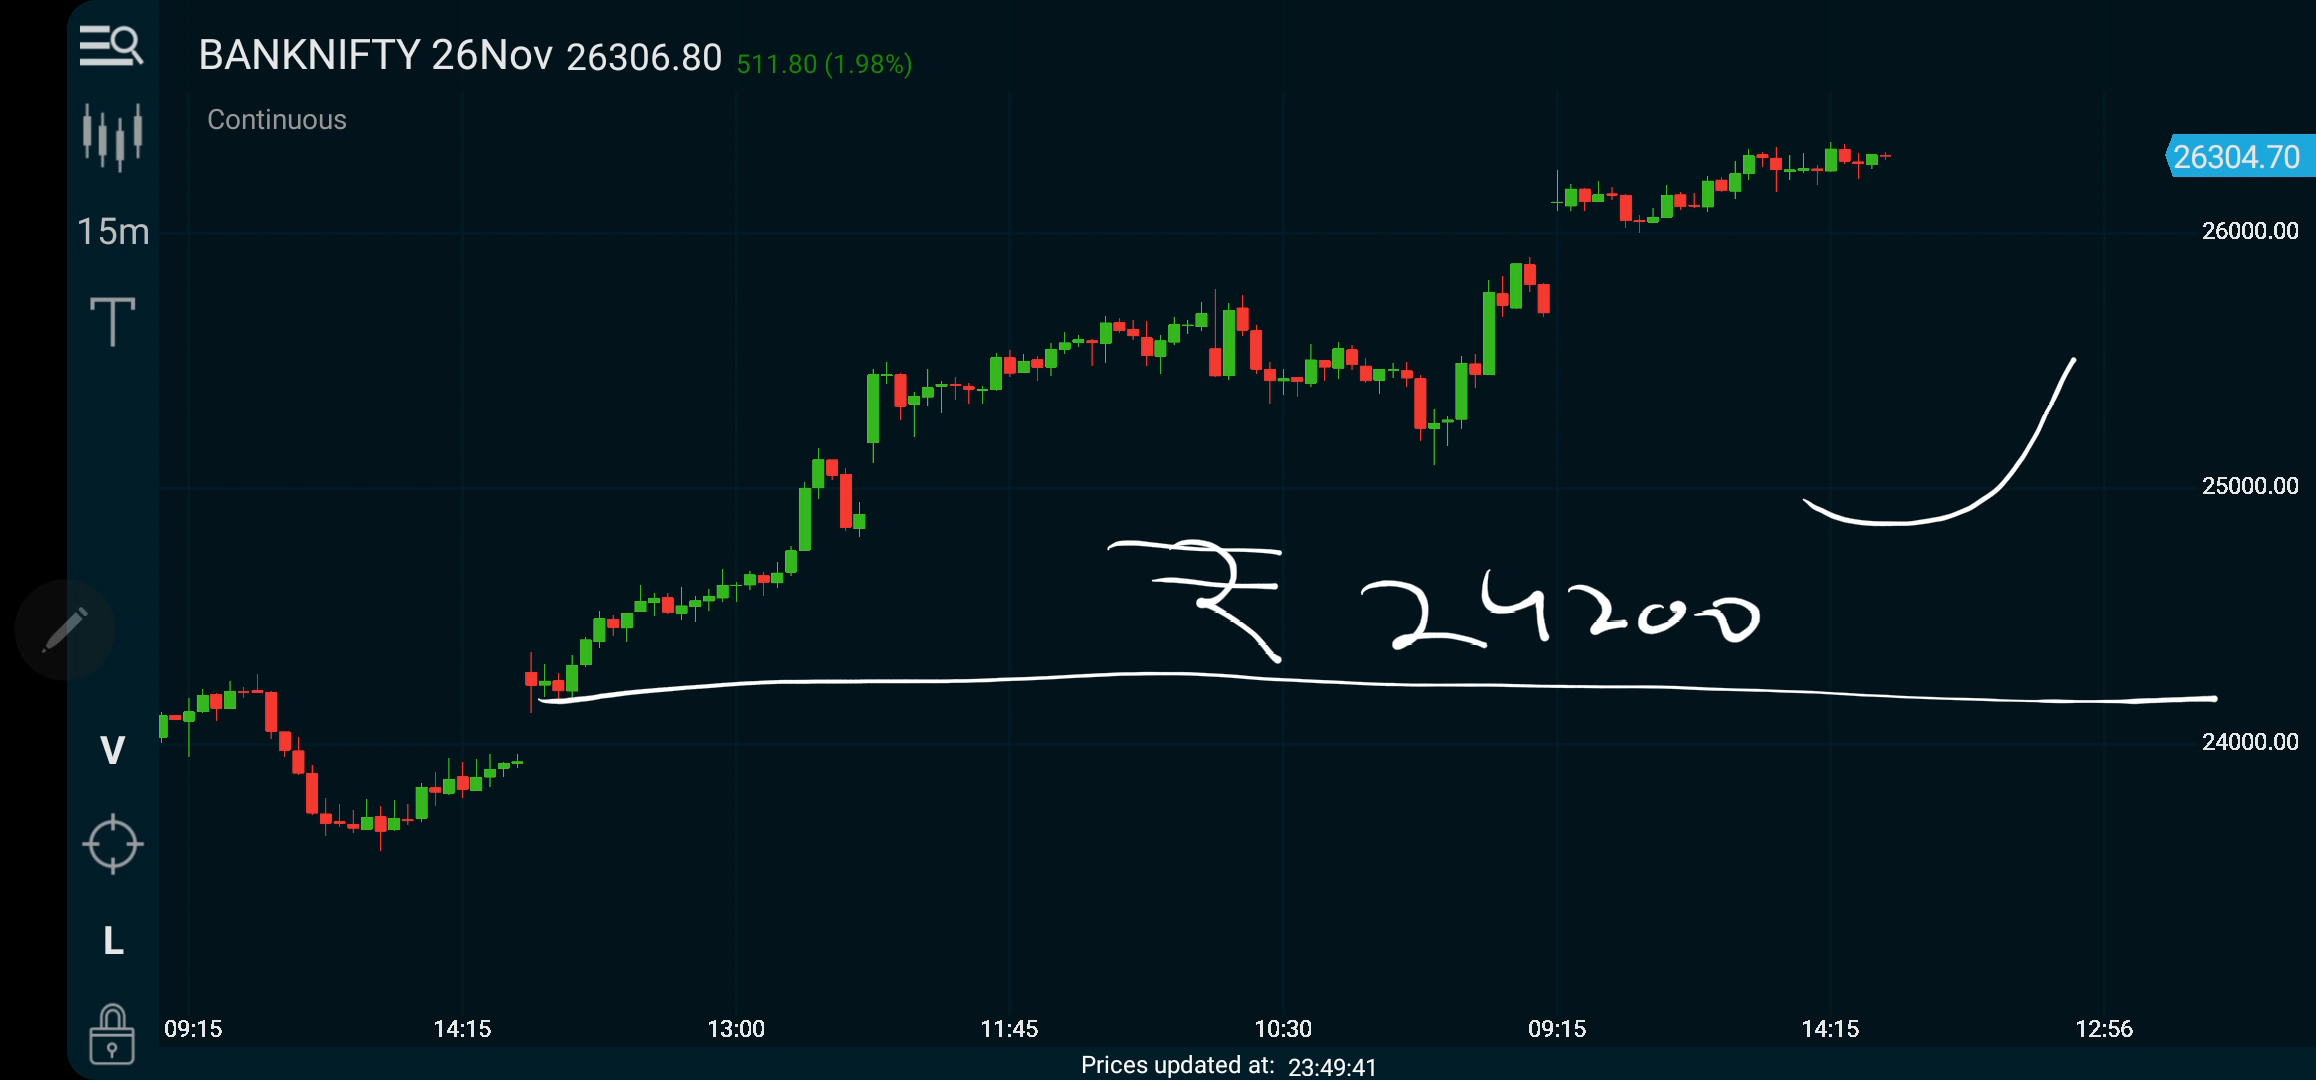 BANKNIFTY 26Nov 26306.80 511.80 (1.98%)
Continuous
26304.70
15m
26000.00
T
25000.00
₹ 24200
V
24000.00
L
09:15 14:15 13:00 11:45 10:30 09:15 14:15 12:56
Prices updated at: 23:49:41